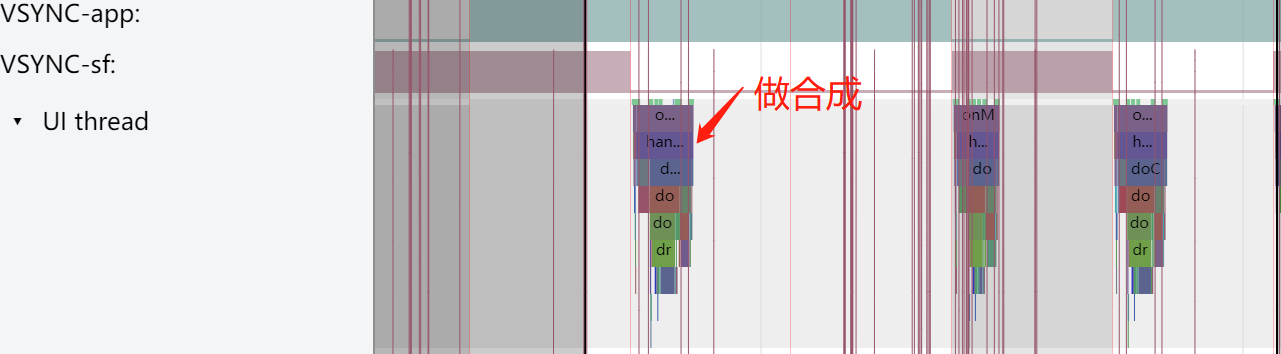 VSYNC-app:
VSYNC-sf:
做合成
▼ UI thread
o... onM o...
han... h... h...
d... do doC
do do
do do
dr dr